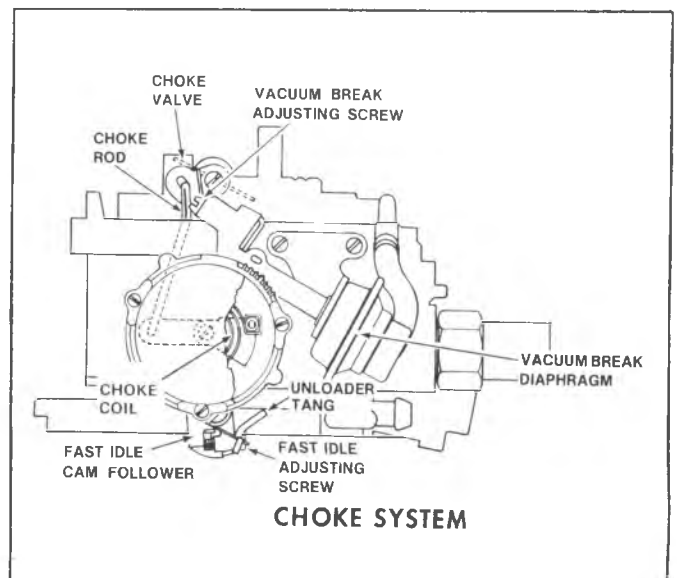 CHOKE
VALVE
VACUUM BREAK
ADJUSTING SCREW
CHOKE
ROD
VACUUM BREAK
DIAPHRAGM
CHOKE
COIL
UNLOADER
TANG
FAST IDLE
CAM FOLLOWER
FAST IDLE
ADJUSTING
SCREW
CHOKE SYSTEM